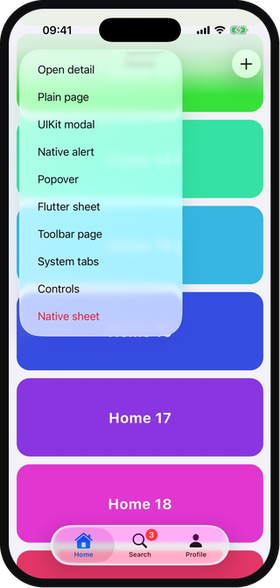 09:41
Open detail
Plain page
UIKit modal
Native alert
Popover
Flutter sheet
Toolbar page
System tabs
Controls
Native sheet
Home 17
Home 18
3
Home
Search
Profile